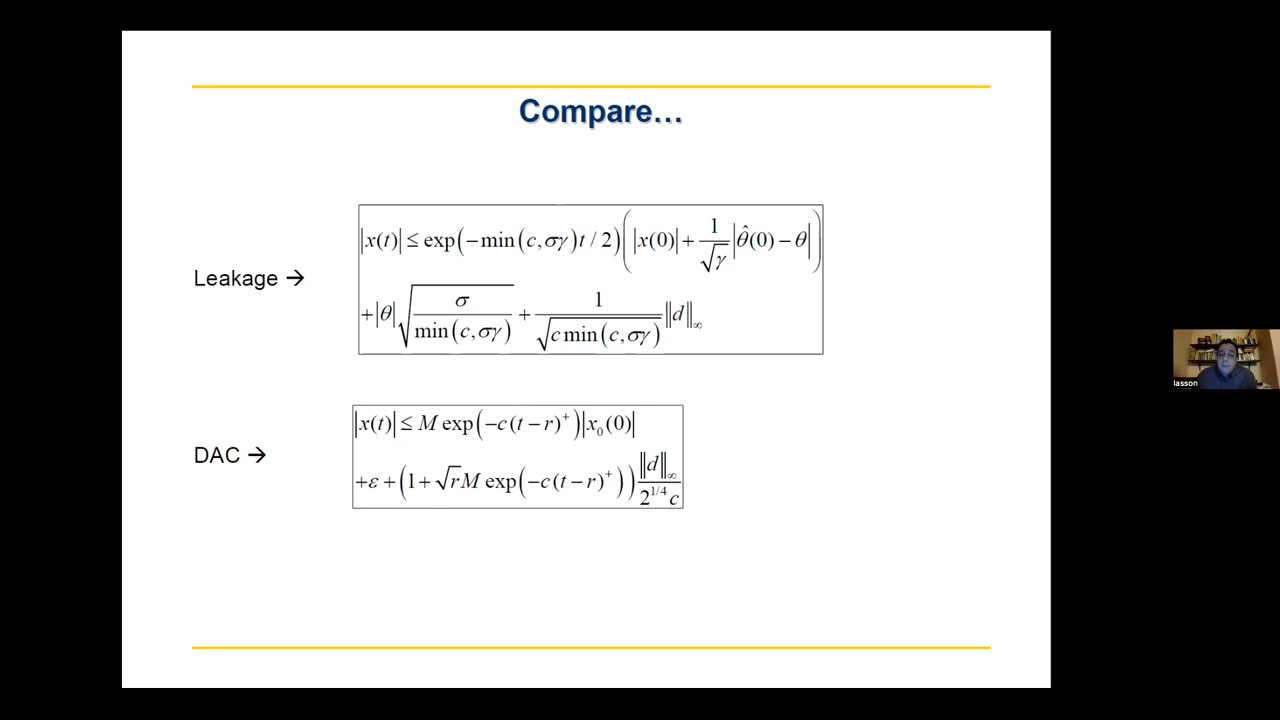 Compare…
Leakage →
|x(t)| ≤ exp(−min(c,σγ)t / 2)(|x(0)| + 1/√γ |θ̂(0) − θ|)
+|θ|√(σ/min(c,σγ)) + 1/√(c min(c,σγ)) ‖d‖∞
DAC →
|x(t)| ≤ M exp(−c(t − r)⁺)|x₀(0)|
+ε + (1 + √r M exp(−c(t − r)⁺)) ‖d‖∞/(2^{1/4} c)
lasson